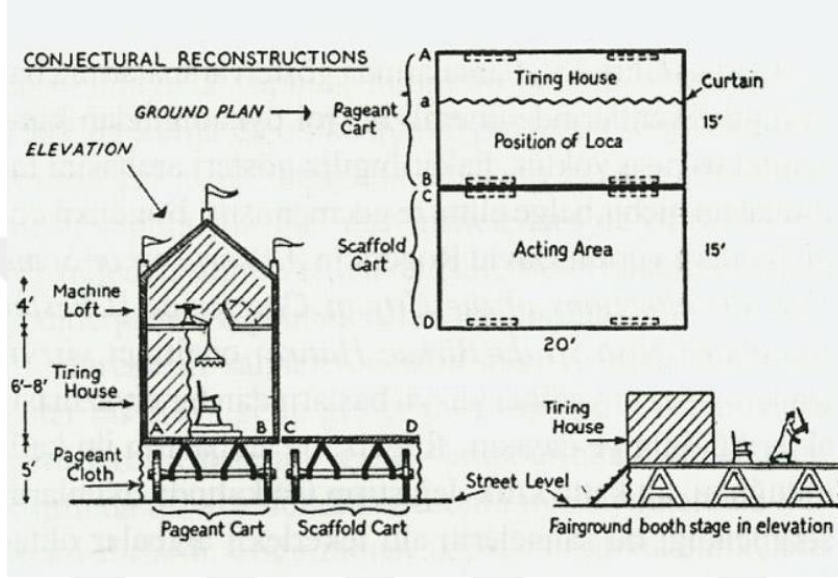 CONJECTURAL RECONSTRUCTIONS
GROUND PLAN
Pageant
Cart
ELEVATION
A
Tiring House
Curtain
a
15'
Position of Loca
B
C
Scaffold
Cart
Acting Area
15'
D
20'
4'
Machine
Loft
6'-8'
Tiring
House
A B C D
5'
Pageant
Cloth
Pageant Cart Scaffold Cart
Street Level
Tiring
House
Fairground booth stage in elevation